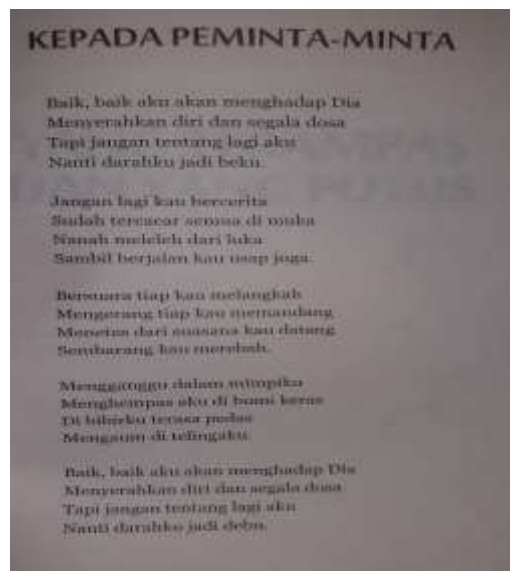 KEPADA PEMINTA-MINTA
Baik, baik aku akan menghadap Dia
Menyerahkan diri dan segala dosa
Tapi jangan tentang lagi aku
Nanti darahku jadi beku.
Jangan lagi kau bercerita
Sudah tercacar semua di muka
Nanah meleleh dari luka
Sambil berjalan kau usap juga.
Bersuara tiap kau melangkah
Mengerang tiap kau memandang
Menetes dari suasana kau datang
Sembarang kau merebah.
Mengganggu dalam mimpiku
Menghempas aku di bumi keras
Di bibirku terasa pedas
Mengaum di telingaku.
Baik, baik aku akan menghadap Dia
Menyerahkan diri dan segala dosa
Tapi jangan tentang lagi aku
Nanti darahku jadi debu.